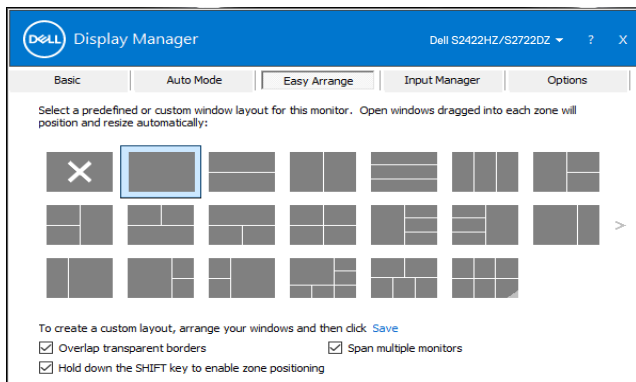 DELL Display Manager
Dell S2422HZ/S2722DZ ? X
Basic Auto Mode Easy Arrange Input Manager Options
Select a predefined or custom window layout for this monitor. Open windows dragged into each zone will
position and resize automatically:
>
To create a custom layout, arrange your windows and then click Save
Overlap transparent borders Span multiple monitors
Hold down the SHIFT key to enable zone positioning